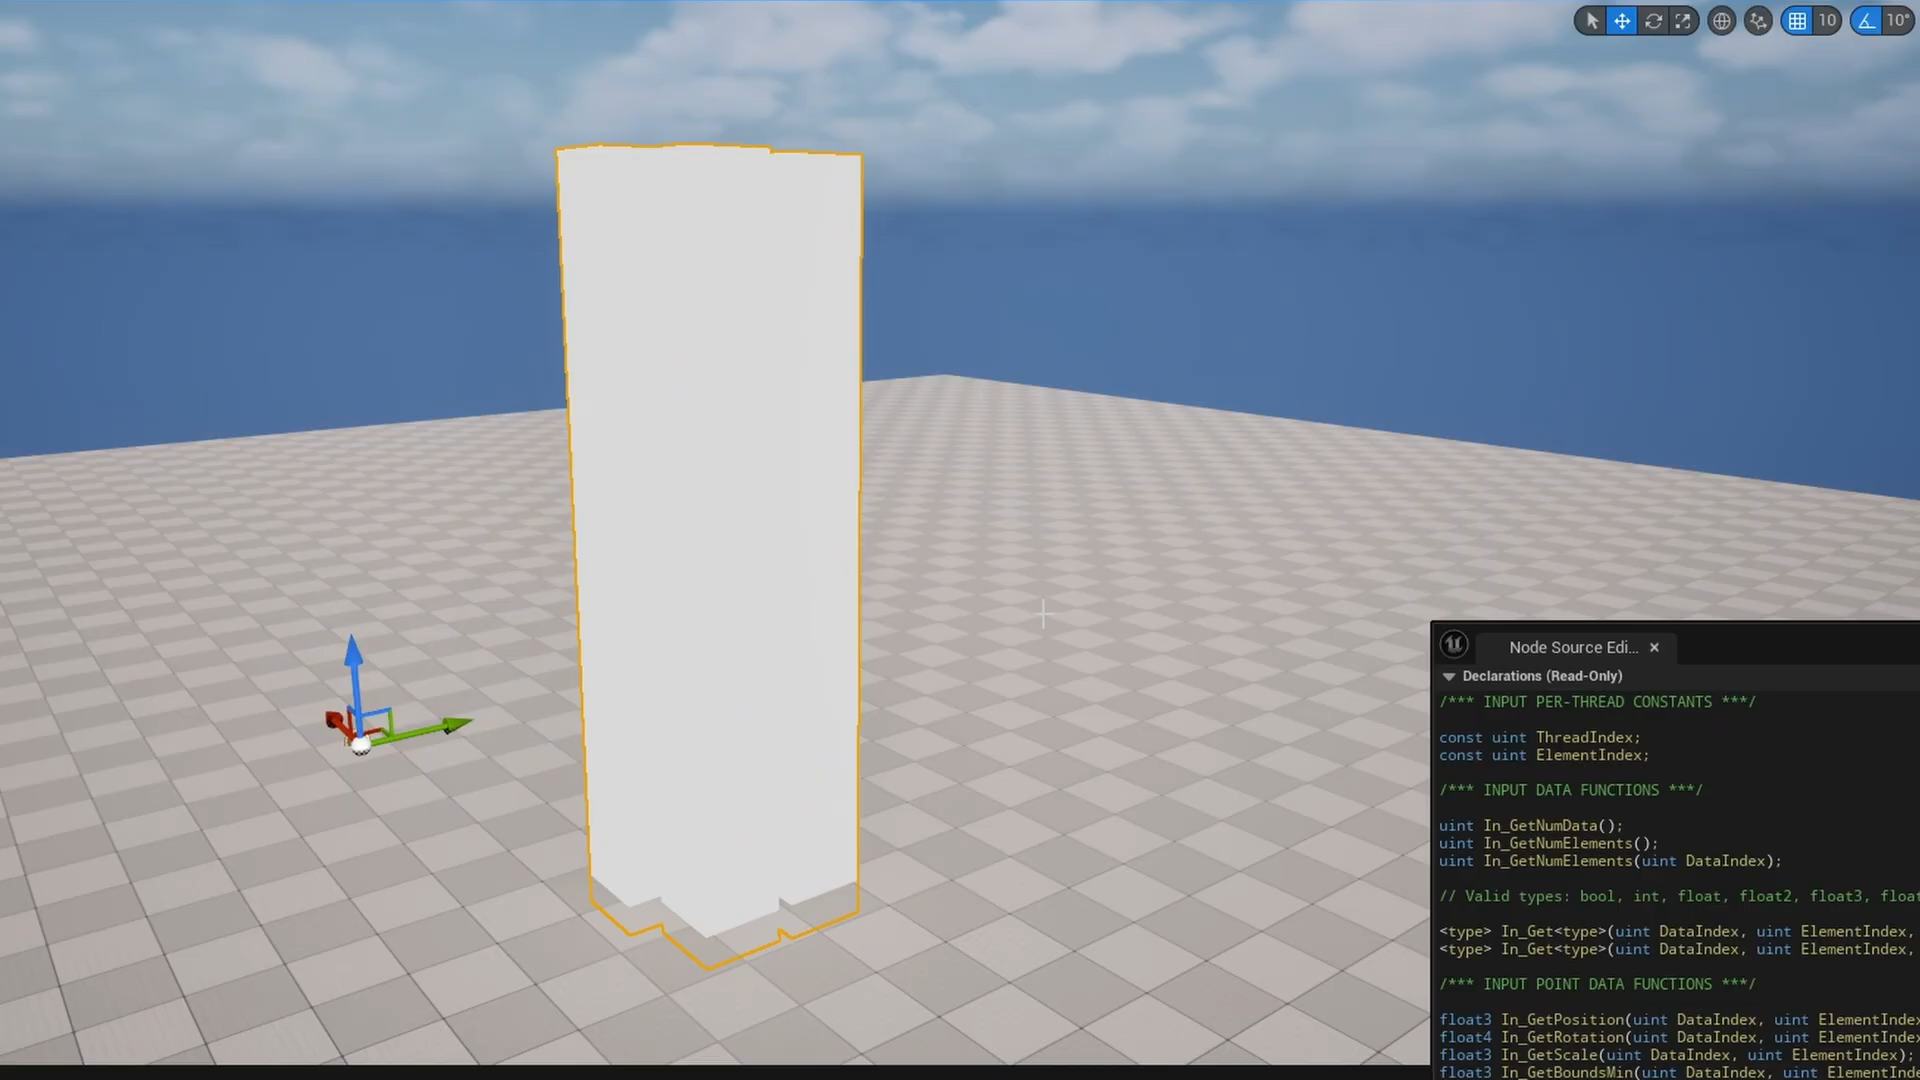 10 10°
Node Source Edi...
Declarations (Read-Only)
/*** INPUT PER-THREAD CONSTANTS ***/
const uint ThreadIndex;
const uint ElementIndex;
/*** INPUT DATA FUNCTIONS ***/
uint In_GetNumData();
uint In_GetNumElements();
uint In_GetNumElements(uint DataIndex);
// Valid types: bool, int, float, float2, float3, float
<type> In_Get<type>(uint DataIndex, uint ElementIndex,
<type> In_Get<type>(uint DataIndex, uint ElementIndex,
/*** INPUT POINT DATA FUNCTIONS ***/
float3 In_GetPosition(uint DataIndex, uint ElementIndex
float4 In_GetRotation(uint DataIndex, uint ElementIndex
float3 In_GetScale(uint DataIndex, uint ElementIndex);
float3 In_GetBoundsMin(uint DataIndex, uint ElementInde